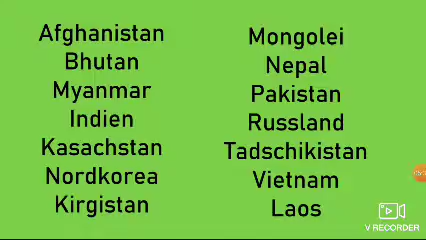 Afghanistan
Bhutan
Myanmar
Indien
Kasachstan
Nordkorea
Kirgistan
Mongolei
Nepal
Pakistan
Russland
Tadschikistan
Vietnam
Laos
V RECORDER